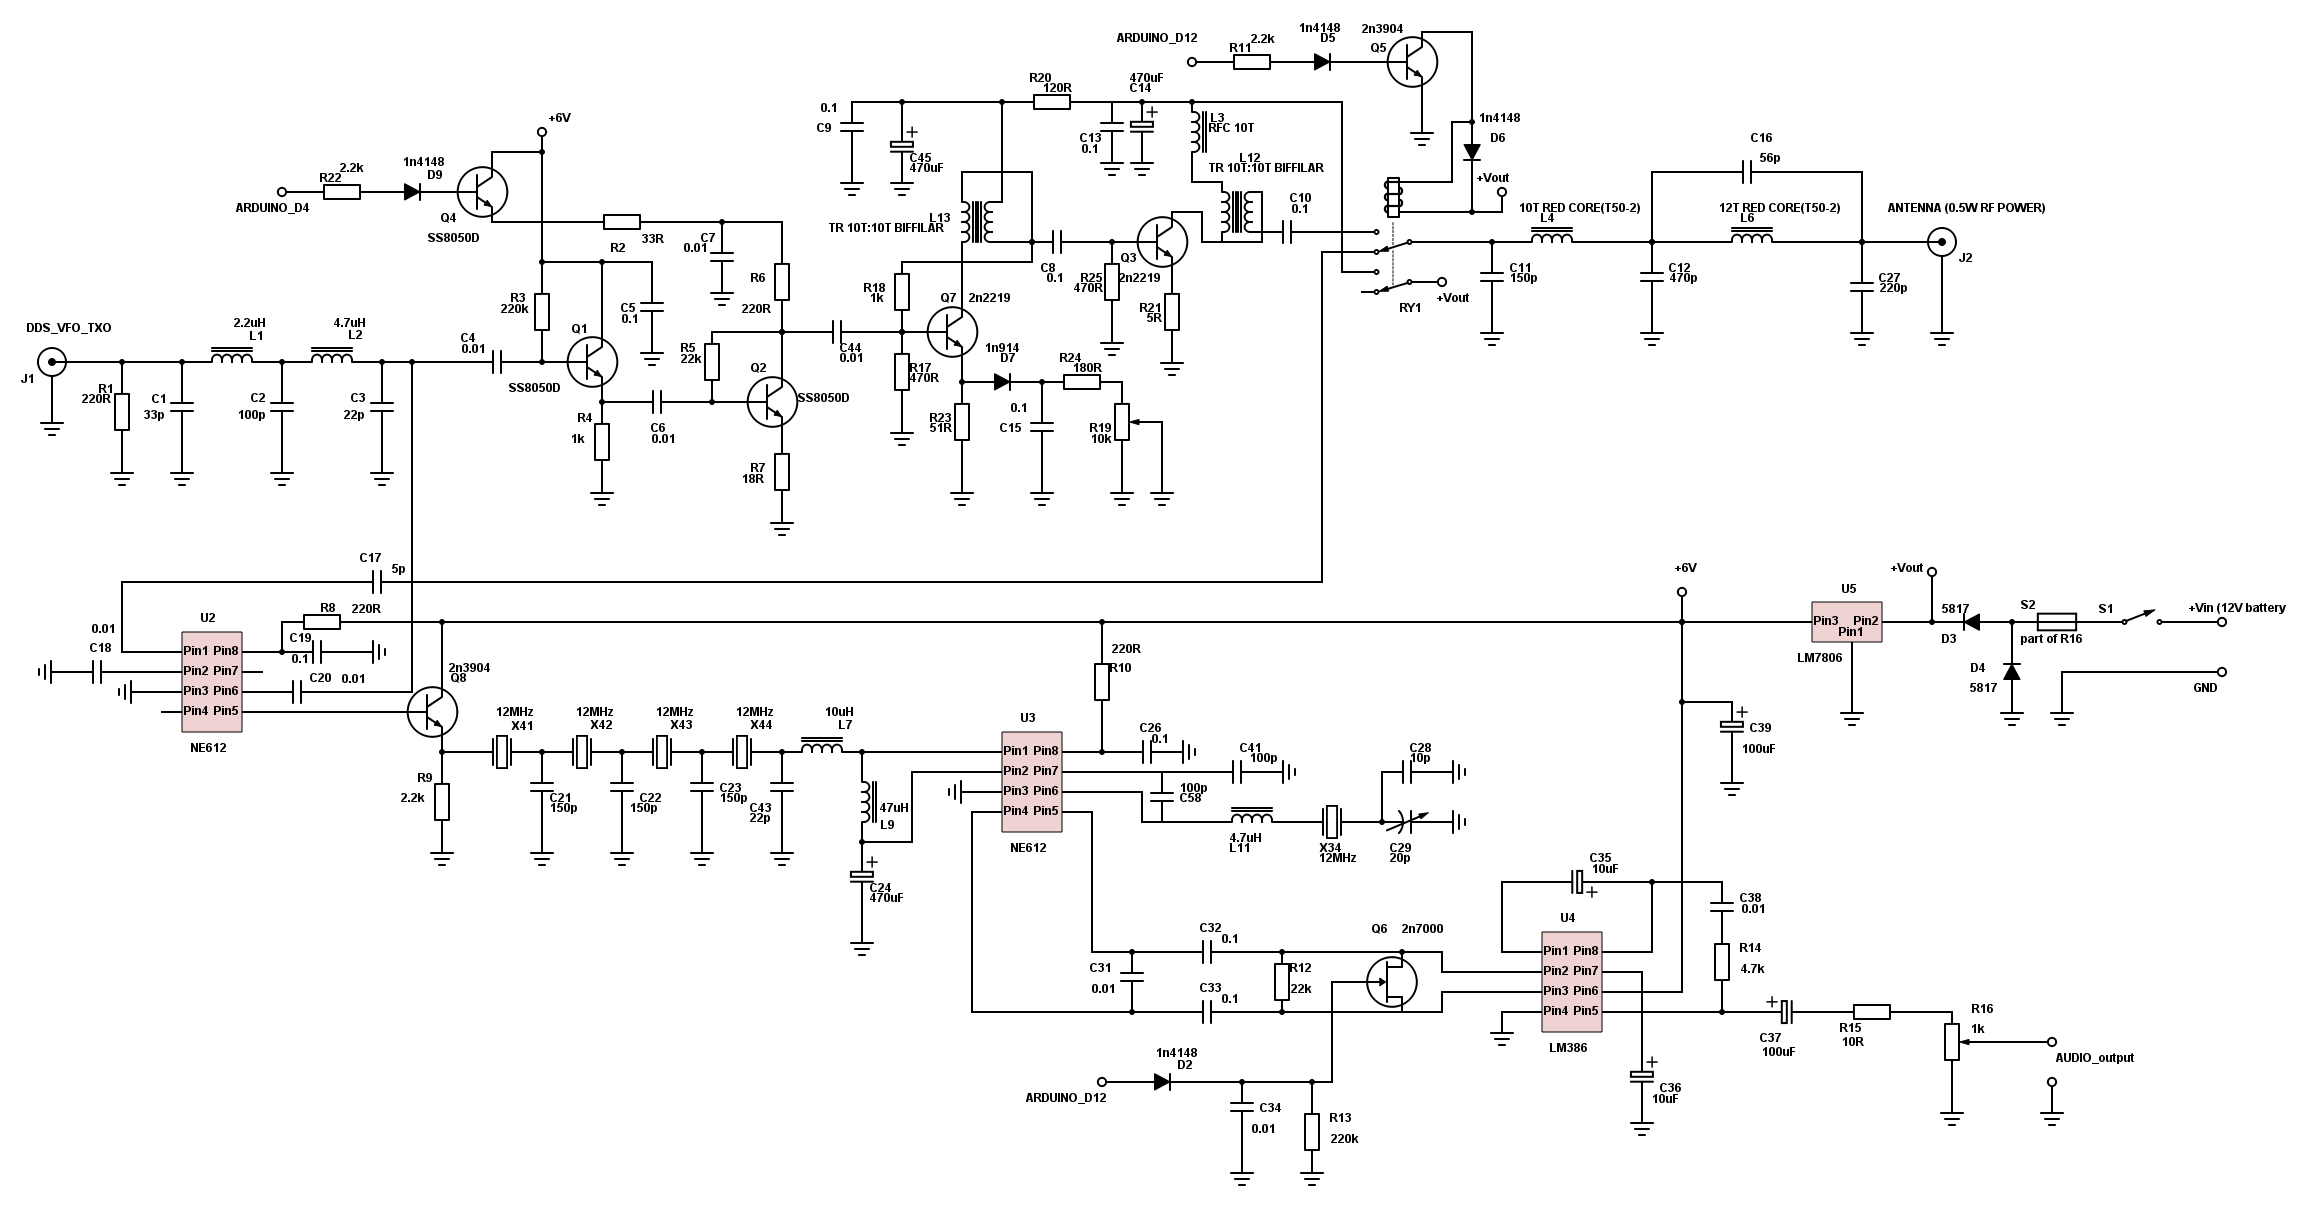 ARDUINO_D12
R11
2.2k
1n4148
D5
2n3904
Q5
R20
120R
470uF
C14
0.1
C9
C45
470uF
C13
0.1
L3
RFC 10T
L12
TR 10T:10T BIFFILAR
1n4148
D6
+Vout
C16
56p
+6V
2.2k
R22
ARDUINO_D4
1n4148
D9
Q4
SS8050D
R2
33R
C7
0.01
R6
220R
L13
TR 10T:10T BIFFILAR
C10
0.1
10T RED CORE(T50-2)
L4
12T RED CORE(T50-2)
L6
ANTENNA (0.5W RF POWER)
J2
C8
0.1
R25
470R
Q3
2n2219
R21
5R
RY1
+Vout
C11
150p
C12
470p
C27
220p
DDS_VFO_TXO
J1
R1
220R
C1
33p
2.2uH
L1
C2
100p
4.7uH
L2
C3
22p
C4
0.01
R3
220k
Q1
SS8050D
C5
0.1
R4
1k
C6
0.01
R5
22k
Q2
SS8050D
R7
18R
C44
0.01
R18
1k
R17
470R
Q7
2n2219
1n914
D7
R23
51R
0.1
C15
R24
180R
R19
10k
C17
5p
U2
R8
220R
0.01
C18
C19
0.1
Pin1 Pin8
Pin2 Pin7
Pin3 Pin6
Pin4 Pin5
NE612
C20
0.01
2n3904
Q8
R9
2.2k
12MHz
X41
12MHz
X42
12MHz
X43
12MHz
X44
C21
150p
C22
150p
C23
150p
C43
22p
10uH
L7
47uH
L9
C24
470uF
220R
R10
U3
Pin1 Pin8
Pin2 Pin7
Pin3 Pin6
Pin4 Pin5
NE612
C26
0.1
C41
100p
100p
C58
4.7uH
L11
X34
12MHz
C28
10p
C29
20p
+6V
U5
Pin3 Pin2
Pin1
LM7806
+Vout
5817
D3
S2
part of R16
S1
+Vin (12V battery
D4
5817
GND
C39
100uF
C35
10uF
C38
0.01
R14
4.7k
U4
Pin1 Pin8
Pin2 Pin7
Pin3 Pin6
Pin4 Pin5
LM386
C32
0.1
C31
0.01
C33
0.1
R12
22k
Q6
2n7000
1n4148
D2
ARDUINO_D12
C34
0.01
R13
220k
C36
10uF
C37
100uF
R15
10R
R16
1k
AUDIO_output